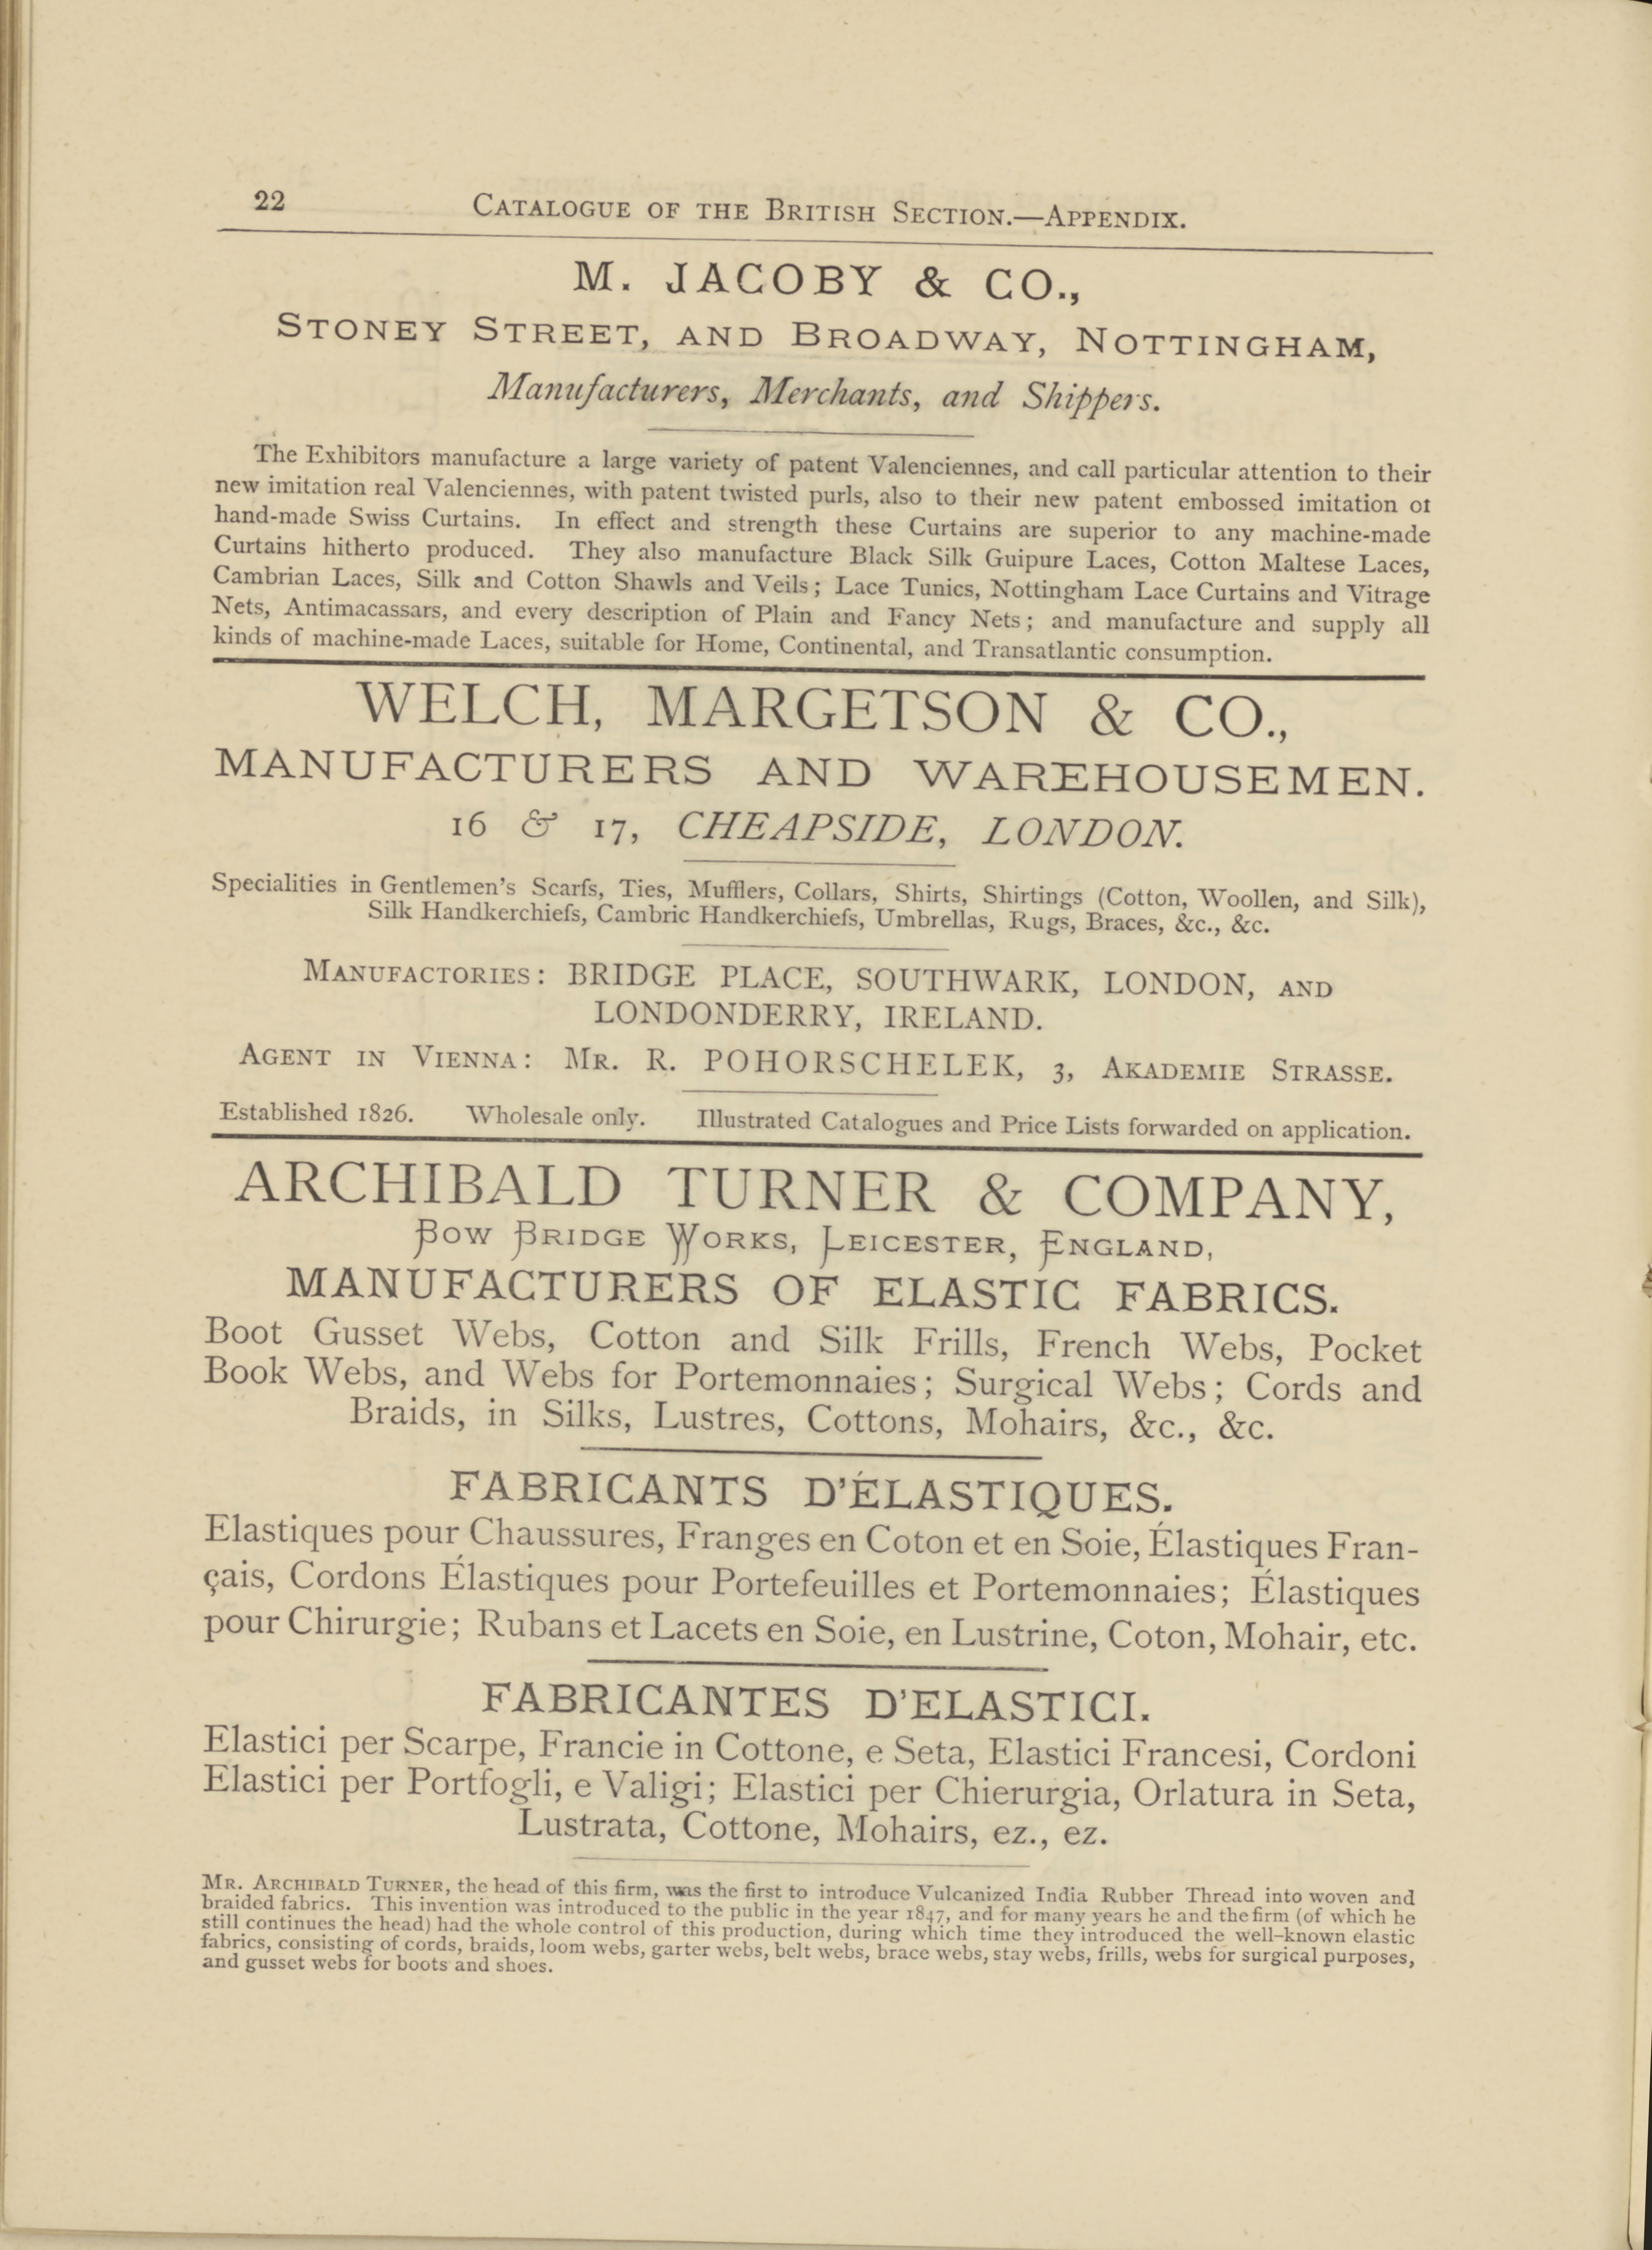 22
CATALOGUE OF THE BRITISH SECTION.—APPENDIX.
M. JACOBY & CO.,
STONEY STREET, AND BROADWAY, NOTTINGHAM,
Manufacturers, Merchants, and Shippers.
The Exhibitors manufacture a large variety of patent Valenciennes, and call particular attention to their
new imitation real Valenciennes, with patent twisted purls, also to their new patent embossed imitation of
hand-made Swiss Curtains. In effect and strength these Curtains are superior to any machine-made
Curtains hitherto produced. They also manufacture Black Silk Guipure Laces, Cotton Maltese Laces,
Cambrian Laces, Silk and Cotton Shawls and Veils; Lace Tunics, Nottingham Lace Curtains and Vitrage
Nets, Antimacassars, and every description of Plain and Fancy Nets; and manufacture and supply all
kinds of machine-made Laces, suitable for Home, Continental, and Transatlantic consumption.
WELCH, MARGETSON & CO.,
MANUFACTURERS AND WAREHOUSEMEN.
16 & 17, CHEAPSIDE, LONDON.
Specialities in Gentlemen's Scarfs, Ties, Mufflers, Collars, Shirts, Shirtings (Cotton, Woollen, and Silk),
Silk Handkerchiefs, Cambric Handkerchiefs, Umbrellas, Rugs, Braces, &c., &c.
MANUFACTORIES: BRIDGE PLACE, SOUTHWARK, LONDON, AND
LONDONDERRY, IRELAND.
AGENT IN VIENNA: MR. R. POHORSCHELEK, 3, AKADEMIE STRASSE.
Established 1826. Wholesale only. Illustrated Catalogues and Price Lists forwarded on application.
ARCHIBALD TURNER & COMPANY,
BOW BRIDGE WORKS, LEICESTER, ENGLAND,
MANUFACTURERS OF ELASTIC FABRICS.
Boot Gusset Webs, Cotton and Silk Frills, French Webs, Pocket
Book Webs, and Webs for Portemonnaies; Surgical Webs; Cords and
Braids, in Silks, Lustres, Cottons, Mohairs, &c., &c.
FABRICANTS D'ÉLASTIQUES.
Elastiques pour Chaussures, Franges en Coton et en Soie, Élastiques Fran-
çais, Cordons Élastiques pour Portefeuilles et Portemonnaies; Élastiques
pour Chirurgie; Rubans et Lacets en Soie, en Lustrine, Coton, Mohair, etc.
FABRICANTES D'ELASTICI.
Elastici per Scarpe, Francie in Cottone, e Seta, Elastici Francesi, Cordoni
Elastici per Portfogli, e Valigi; Elastici per Chierurgia, Orlatura in Seta,
Lustrata, Cottone, Mohairs, ez., ez.
MR. ARCHIBALD TURNER, the head of this firm, was the first to introduce Vulcanized India Rubber Thread into woven and
braided fabrics. This invention was introduced to the public in the year 1847, and for many years he and the firm (of which he
still continues the head) had the whole control of this production, during which time they introduced the well-known elastic
fabrics, consisting of cords, braids, loom webs, garter webs, belt webs, brace webs, stay webs, frills, webs for surgical purposes,
and gusset webs for boots and shoes.